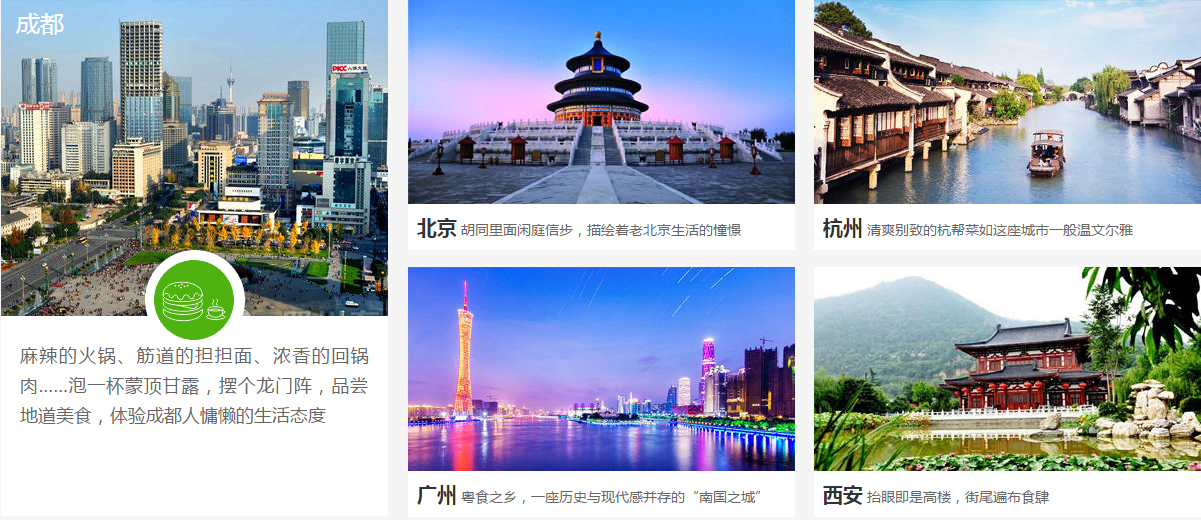 成都
PICC 人保大厦
麻辣的火锅、筋道的担担面、浓香的回锅
肉......泡一杯蒙顶甘露，摆个龙门阵，品尝
地道美食，体验成都人慵懒的生活态度
北京 胡同里面闲庭信步，描绘着老北京生活的憧憬
杭州 清爽别致的杭帮菜如这座城市一般温文尔雅
广州 粤食之乡，一座历史与现代感并存的“南国之城”
西安 抬眼即是高楼，街尾遍布食肆